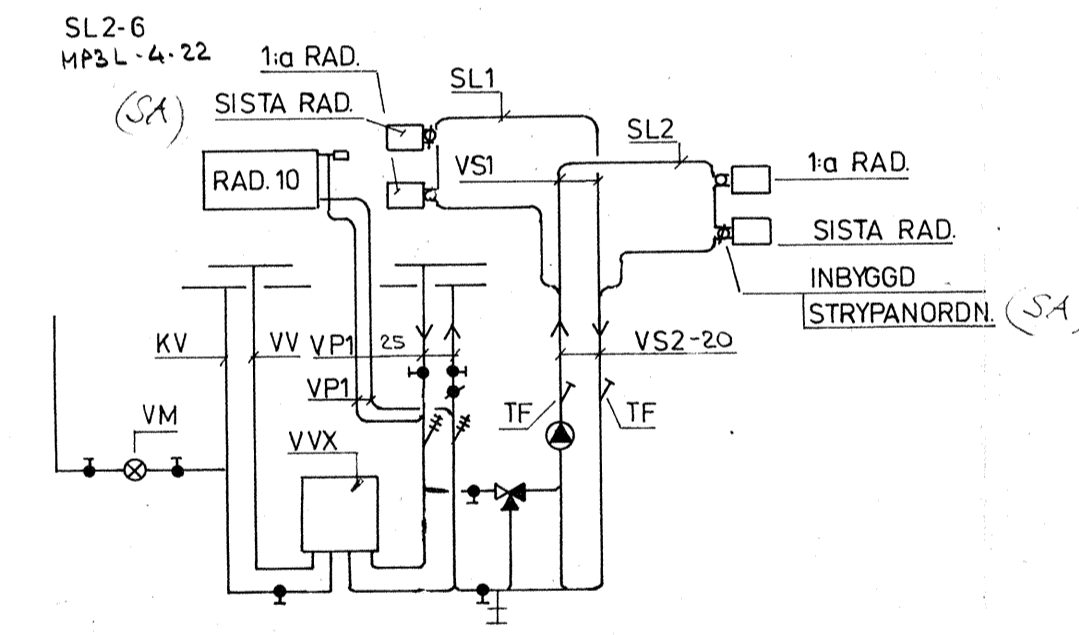 SL2-6
MP3L-4-22
(SA)
1:a RAD.
SISTA RAD.
SL1
SL2
VS1
RAD. 10
1:a RAD.
SISTA RAD.
INBYGGD
STRYPANORDN. (SA)
KV
VV
VP1 25
VS2-20
VP1
TF
TF
VM
VVX